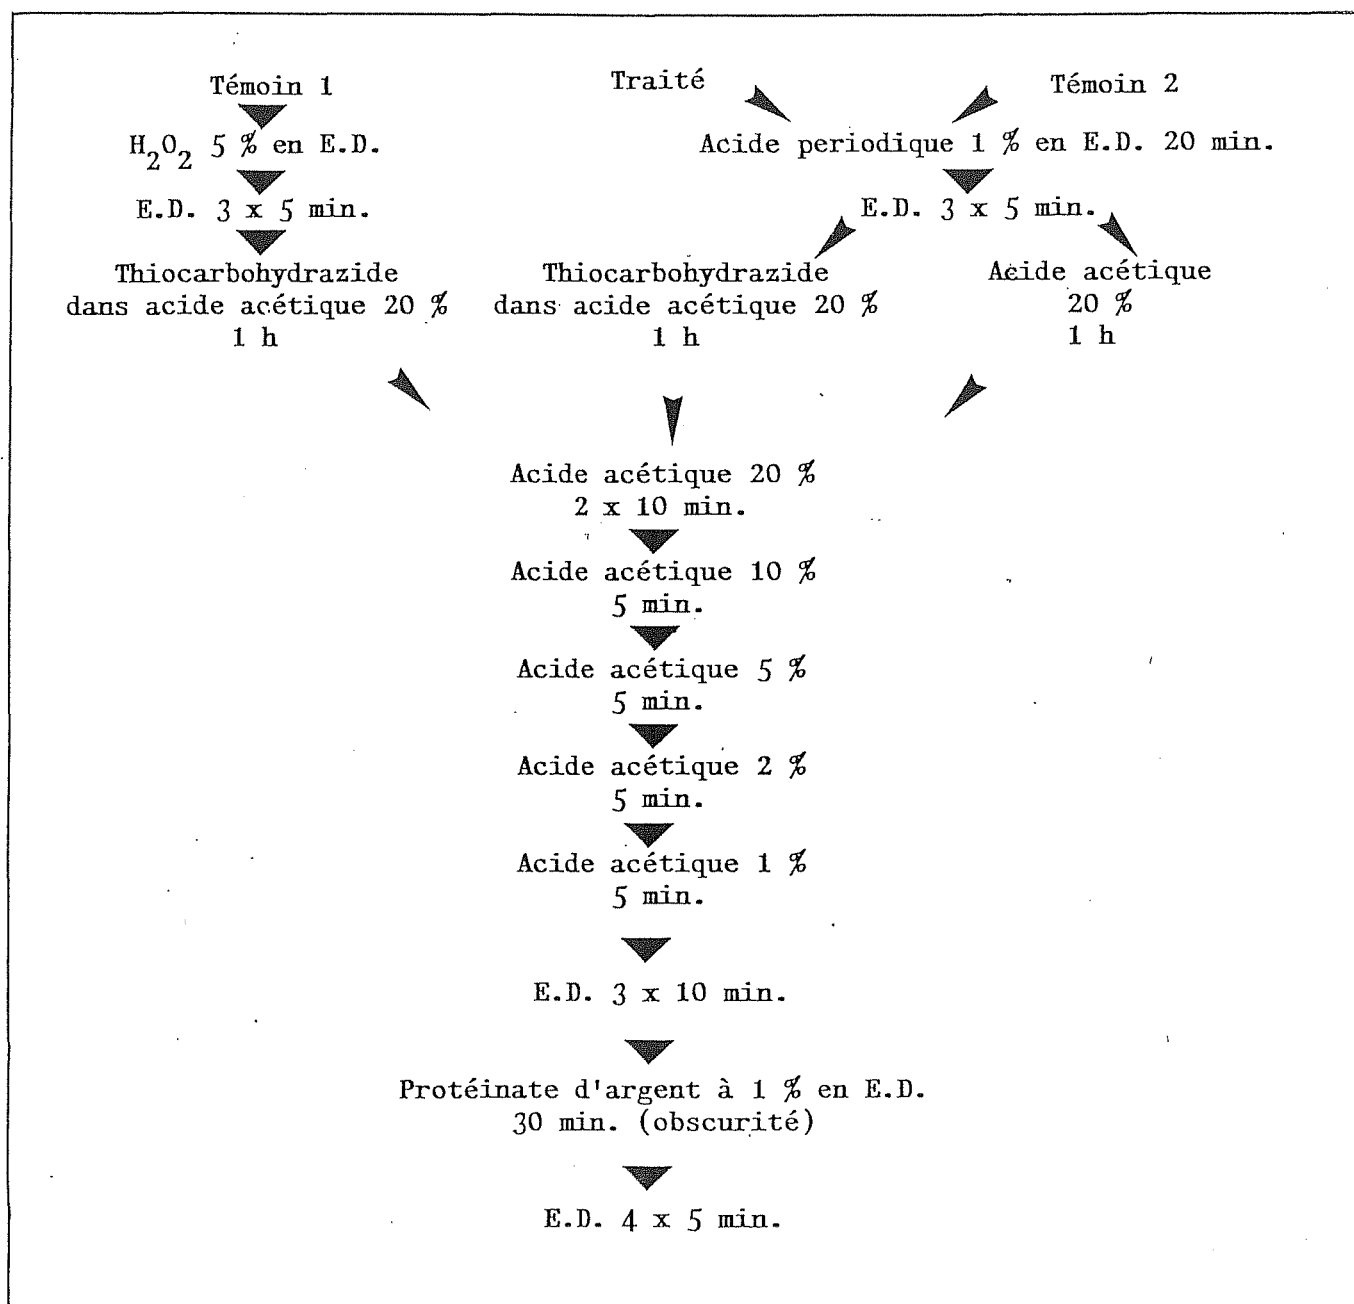 Témoin 1
H2O2 5 % en E.D.
E.D. 3 x 5 min.
Thiocarbohydrazide
dans acide acétique 20 %
1 h
Traité
Témoin 2
Acide periodique 1 % en E.D. 20 min.
E.D. 3 x 5 min.
Thiocarbohydrazide
dans acide acétique 20 %
1 h
Acide acétique
20 %
1 h
Acide acétique 20 %
2 x 10 min.
Acide acétique 10 %
5 min.
Acide acétique 5 %
5 min.
Acide acétique 2 %
5 min.
Acide acétique 1 %
5 min.
E.D. 3 x 10 min.
Protéinate d'argent à 1 % en E.D.
30 min. (obscurité)
E.D. 4 x 5 min.